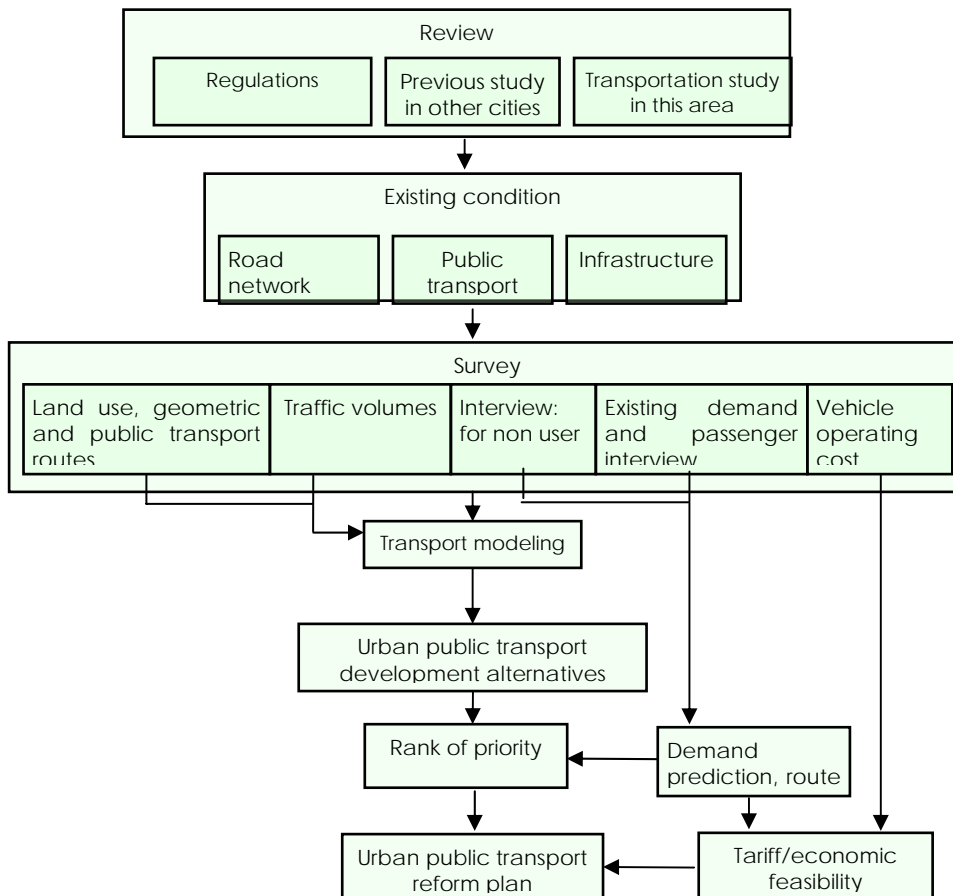 Review
Regulations
Previous study
in other cities
Transportation study
in this area
Existing condition
Road
network
Public
transport
Infrastructure
Survey
Land use, geometric
and public transport
routes
Traffic volumes
Interview:
for non user
Existing demand
and passenger
interview
Vehicle
operating
cost
Transport modeling
Urban public transport
development alternatives
Rank of priority
Demand
prediction, route
Urban public transport
reform plan
Tariff/economic
feasibility